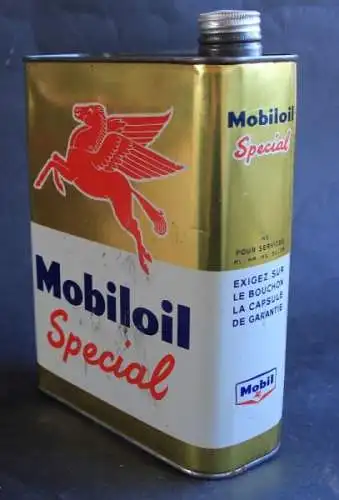 Mobiloil
Special
Mobiloil
Special
POUR SERVICES
EXIGEZ SUR
LE BOUCHON
LA CAPSULE
DE GARANTIE
Mobil